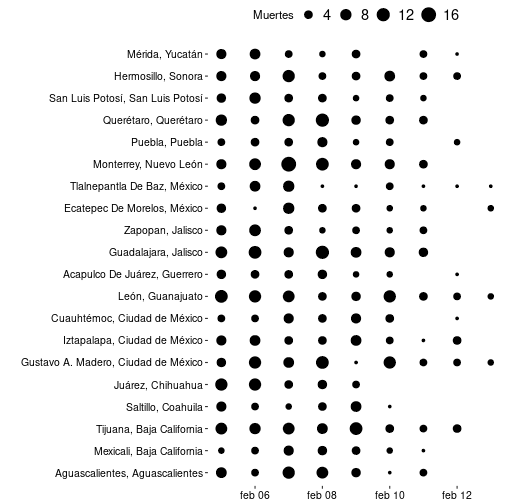 Muertes 4 8 12 16
Mérida, Yucatán
Hermosillo, Sonora
San Luis Potosí, San Luis Potosí
Querétaro, Querétaro
Puebla, Puebla
Monterrey, Nuevo León
Tlalnepantla De Baz, México
Ecatepec De Morelos, México
Zapopan, Jalisco
Guadalajara, Jalisco
Acapulco De Juárez, Guerrero
León, Guanajuato
Cuauhtémoc, Ciudad de México
Iztapalapa, Ciudad de México
Gustavo A. Madero, Ciudad de México
Juárez, Chihuahua
Saltillo, Coahuila
Tijuana, Baja California
Mexicali, Baja California
Aguascalientes, Aguascalientes
feb 06 feb 08 feb 10 feb 12